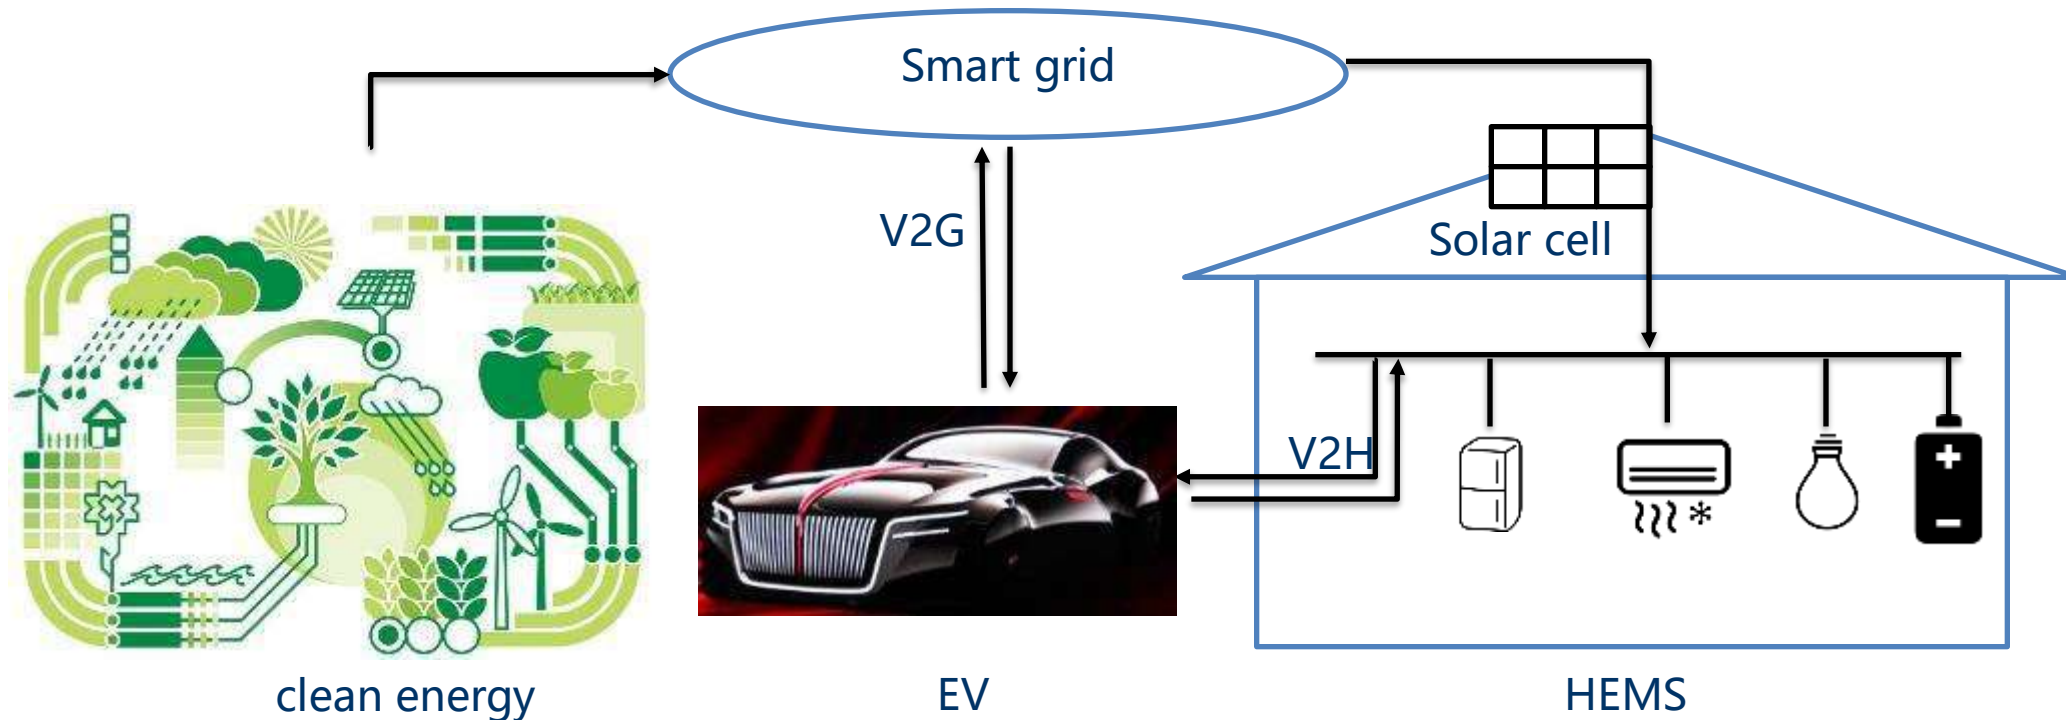 Smart grid
V2G
Solar cell
V2H
clean energy
EV
HEMS